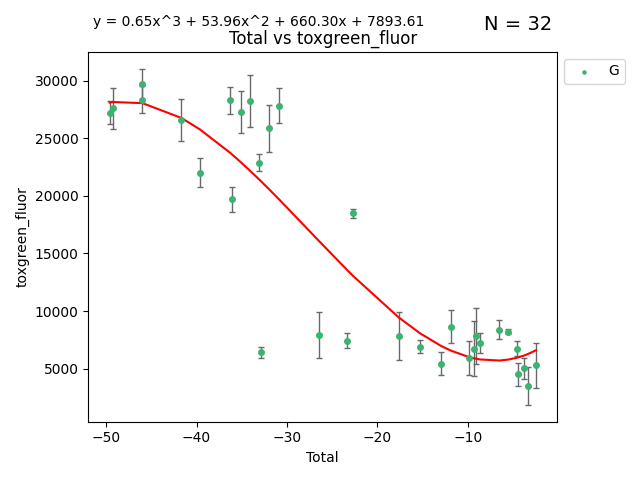 y = 0.65x^3 + 53.96x^2 + 660.30x + 7893.61
N = 32
Total vs toxgreen_fluor
G
30000
25000
20000
15000
10000
5000
toxgreen_fluor
−50
−40
−30
−20
−10
Total